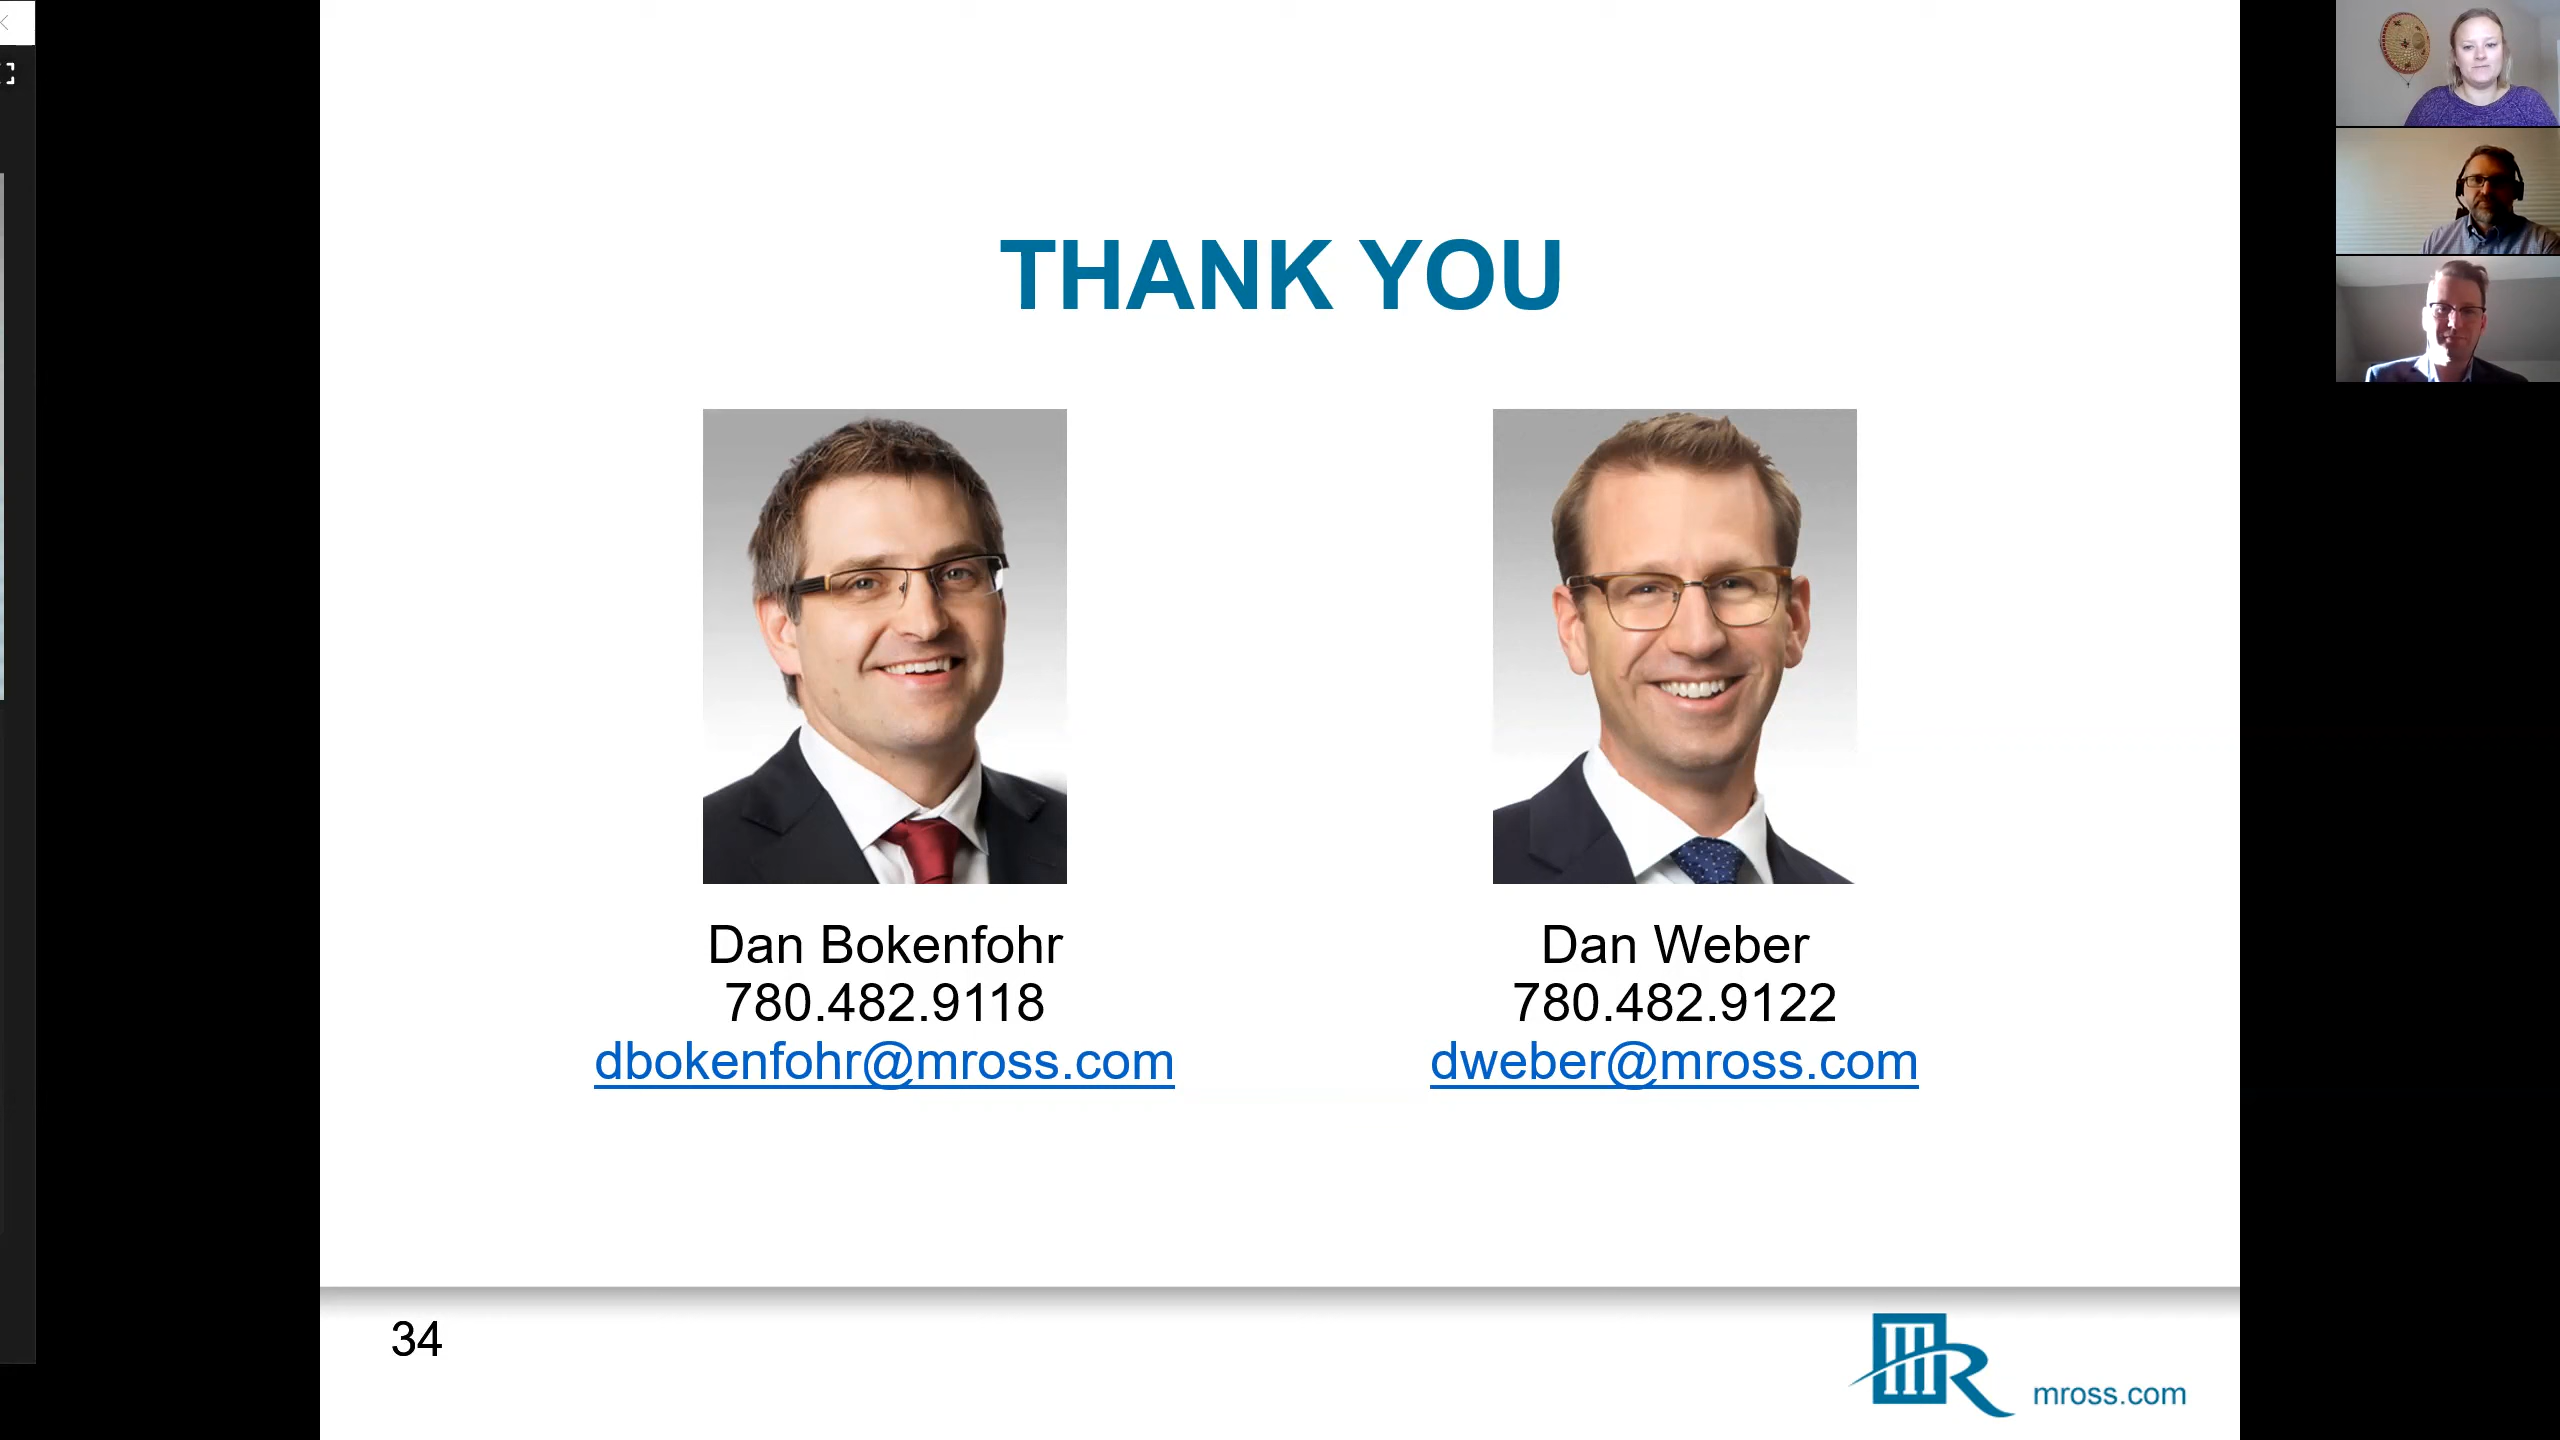 THANK YOU
Dan Bokenfohr
780.482.9118
dbokenfohr@mross.com
Dan Weber
780.482.9122
dweber@mross.com
34
mross.com